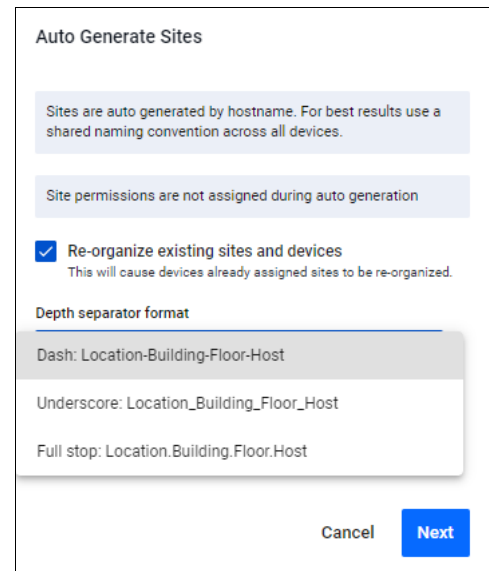 Auto Generate Sites
Sites are auto generated by hostname. For best results use a
shared naming convention across all devices.
Site permissions are not assigned during auto generation
Re-organize existing sites and devices
This will cause devices already assigned sites to be re-organized.
Depth separator format
Dash: Location-Building-Floor-Host
Underscore: Location_Building_Floor_Host
Full stop: Location.Building.Floor.Host
Cancel
Next